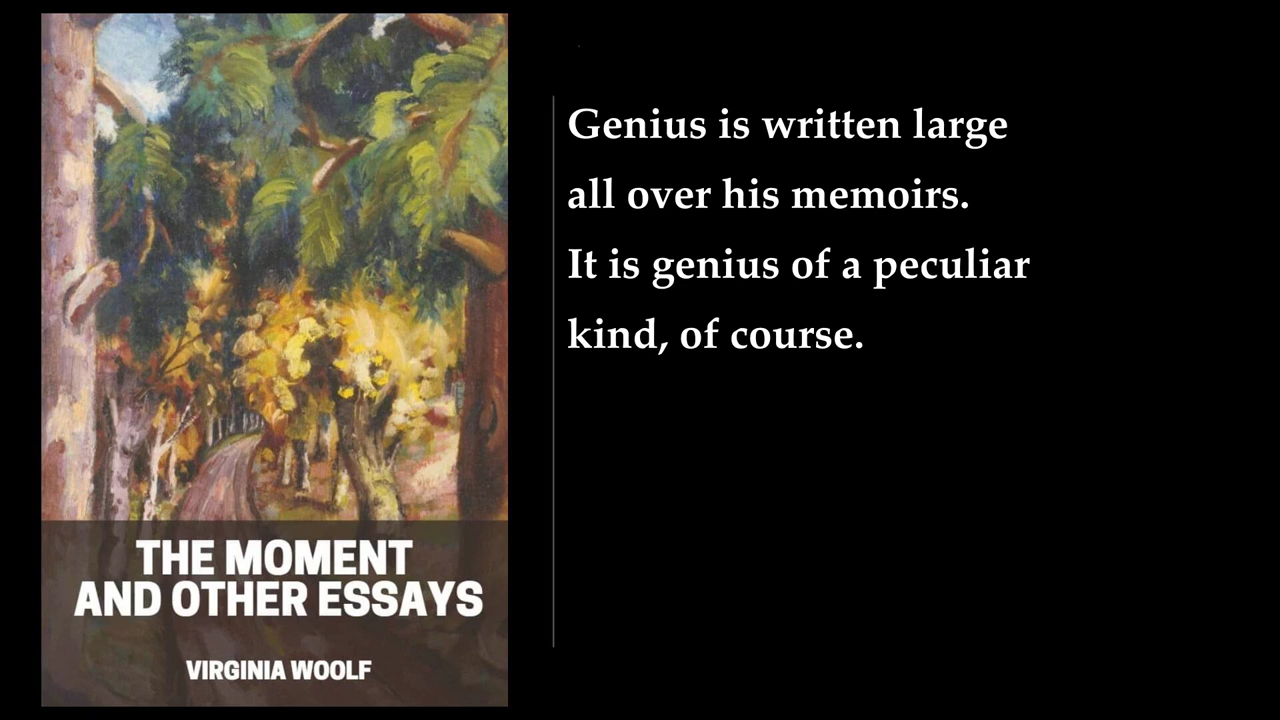 THE MOMENT
AND OTHER ESSAYS
VIRGINIA WOOLF
Genius is written large
all over his memoirs.
It is genius of a peculiar
kind, of course.